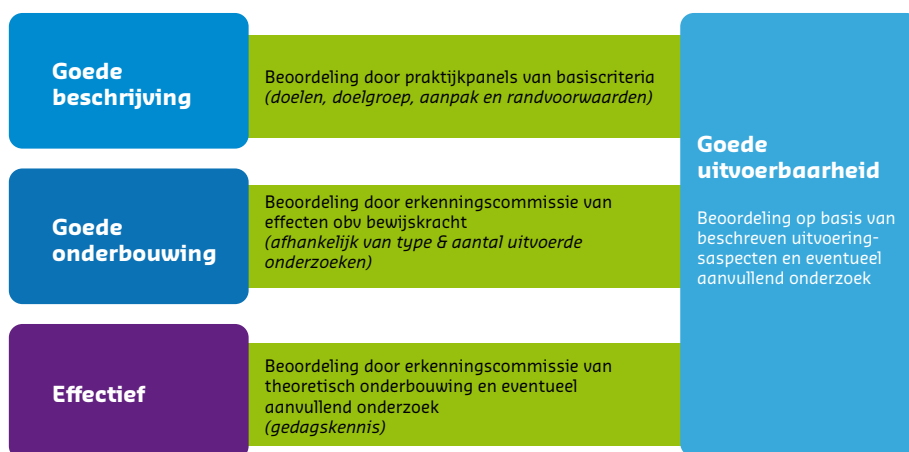 Goede
beschrijving
Beoordeling door praktijkpanels van basiscriteria
(doelen, doelgroep, aanpak en randvoorwaarden)
Goede
onderbouwing
Beoordeling door erkenningscommissie van
effecten obv bewijskracht
(afhankelijk van type & aantal uitvoerde
onderzoeken)
Effectief
Beoordeling door erkenningscommissie van
theoretisch onderbouwing en eventueel
aanvullend onderzoek
(gedagskennis)
Goede
uitvoerbaarheid
Beoordeling op basis van
beschreven uitvoering-
saspecten en eventueel
aanvullend onderzoek